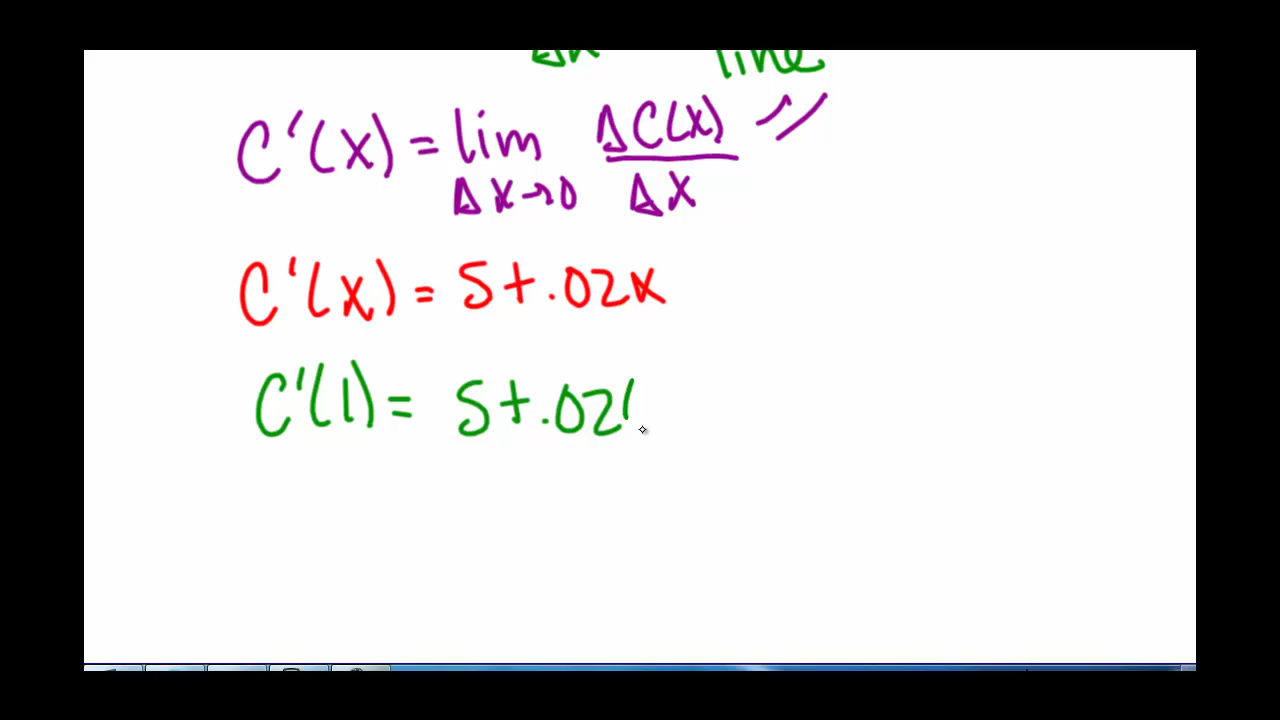 line
C'(x) = lim ΔC(x)
Δx→0 Δx
C'(x) = 5+.02x
C'(1) = 5+.02(